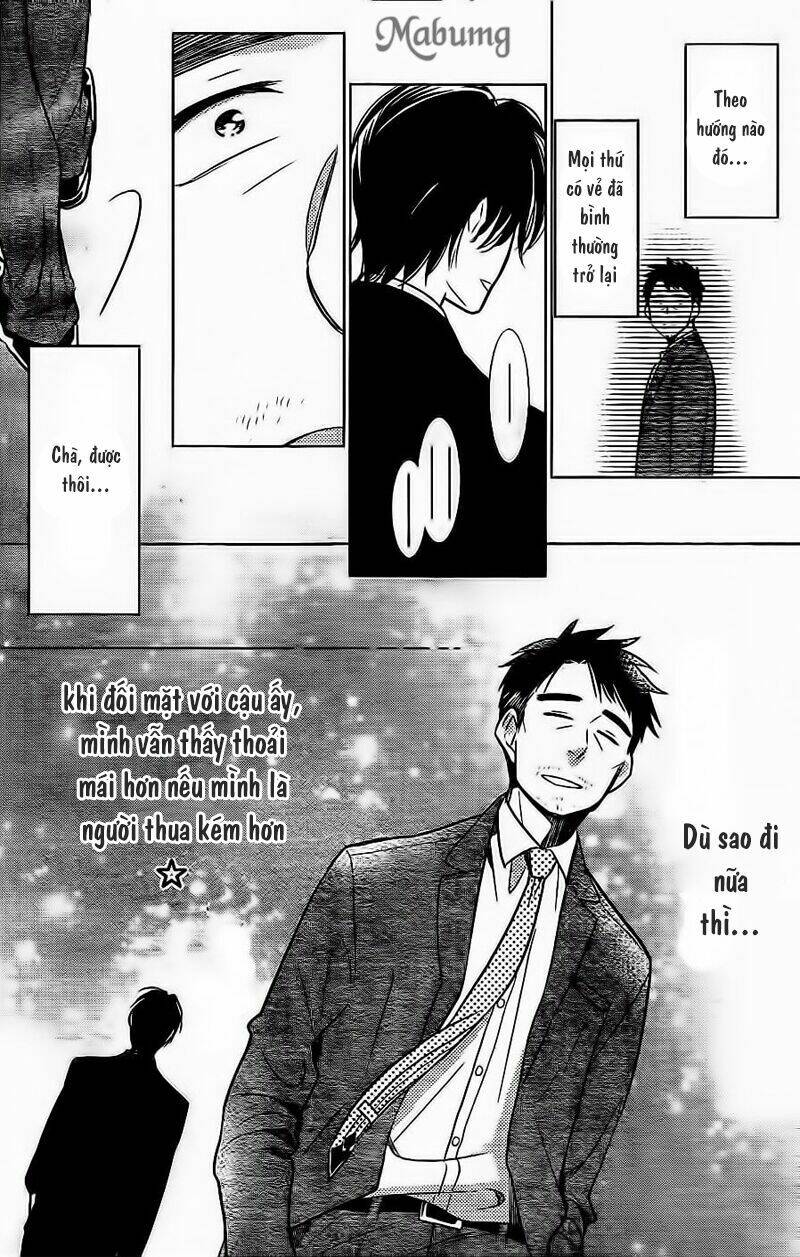 Mabumg
Theo
hướng nào
đó...
Mọi thứ
có vẻ đã
bình
thường
trở lại
Chà, được
thôi...
Dù sao đi
nữa
thì...
khi đối mặt với cậu ấy,
mình vẫn thấy thoải
mái hơn nếu mình là
người thua kém hơn